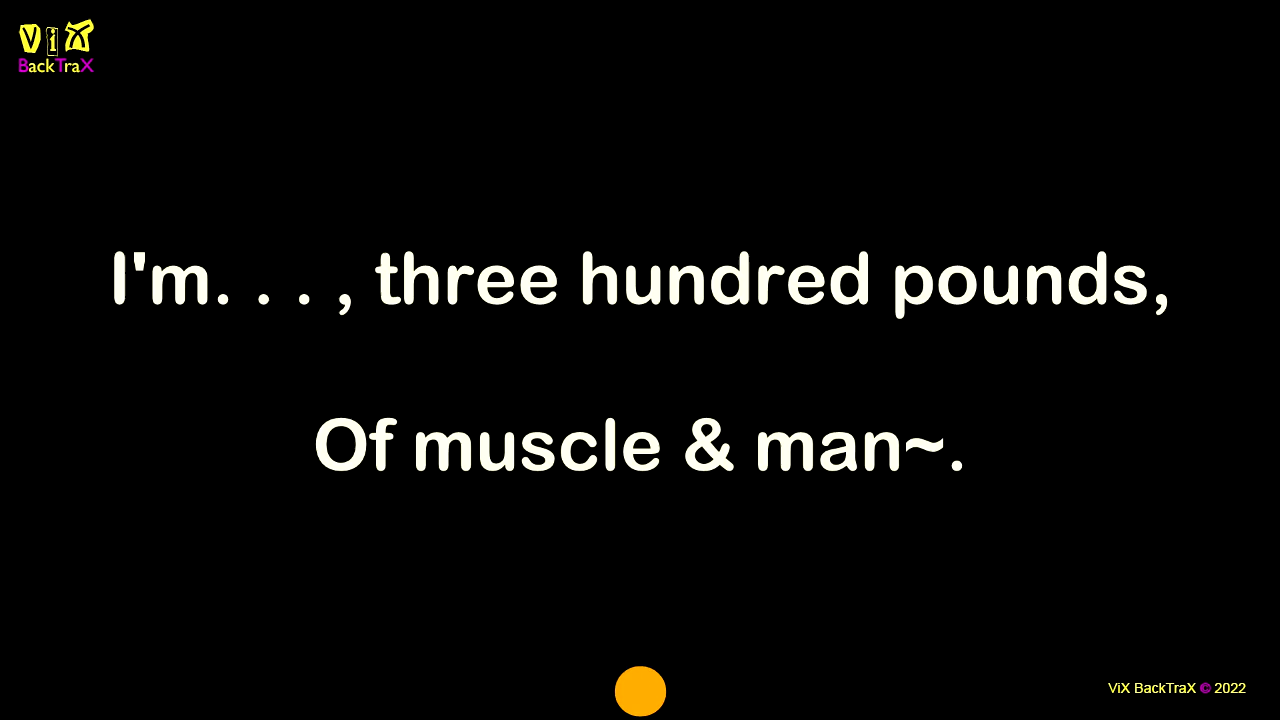 ViX
BackTraX
I'm. . . , three hundred pounds,
Of muscle & man~.
ViX BackTraX © 2022